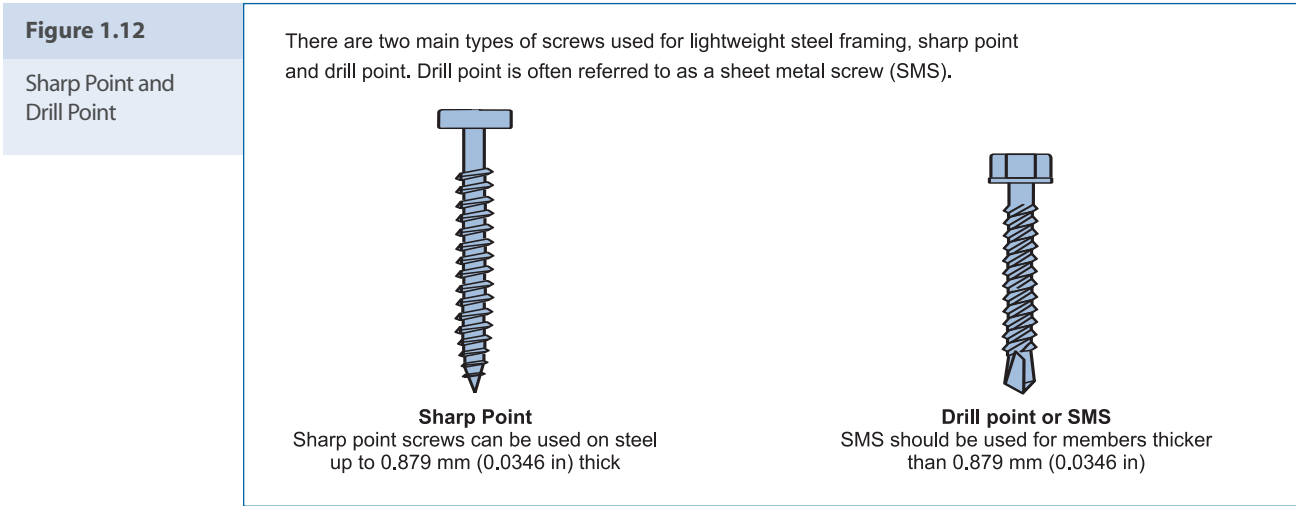 Figure 1.12
Sharp Point and
Drill Point
There are two main types of screws used for lightweight steel framing, sharp point
and drill point. Drill point is often referred to as a sheet metal screw (SMS).
Sharp Point
Sharp point screws can be used on steel
up to 0.879 mm (0.0346 in) thick
Drill point or SMS
SMS should be used for members thicker
than 0.879 mm (0.0346 in)